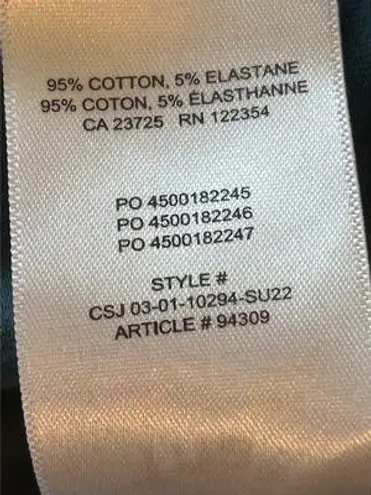 95% COTTON, 5% ELASTANE
95% COTON, 5% ÉLASTHANNE
CA 23725 RN 122354
PO 4500182245
PO 4500182246
PO 4500182247
STYLE #
CSJ 03-01-10294-SU22
ARTICLE # 94309